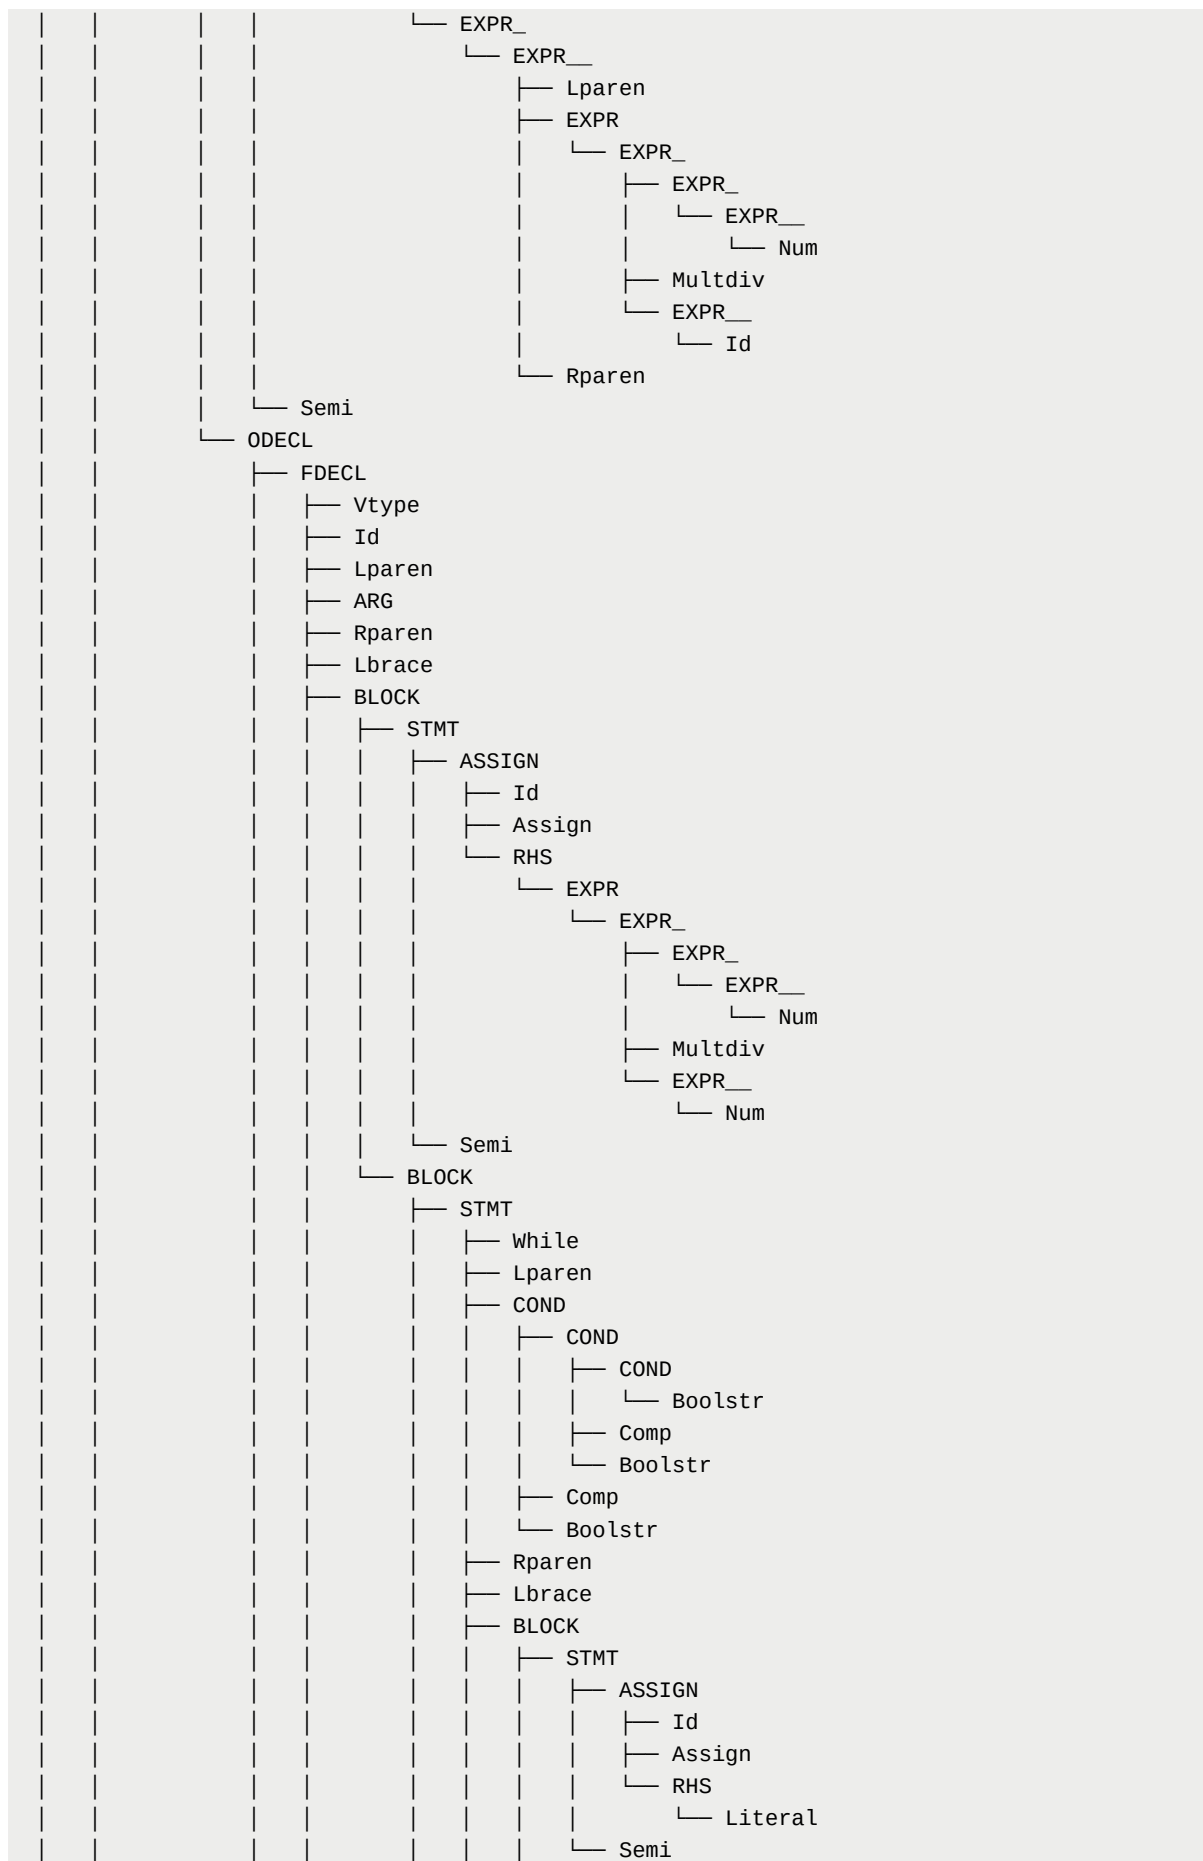 │   │       │   │           └── EXPR_
│   │       │   │               └── EXPR__
│   │       │   │                   ├── Lparen
│   │       │   │                   ├── EXPR
│   │       │   │                   │   └── EXPR_
│   │       │   │                   │       ├── EXPR_
│   │       │   │                   │       │   └── EXPR__
│   │       │   │                   │       │       └── Num
│   │       │   │                   │       ├── Multdiv
│   │       │   │                   │       └── EXPR__
│   │       │   │                   │           └── Id
│   │       │   │                   └── Rparen
│   │       │   └── Semi
│   │       └── ODECL
│   │           ├── FDECL
│   │           │   ├── Vtype
│   │           │   ├── Id
│   │           │   ├── Lparen
│   │           │   ├── ARG
│   │           │   ├── Rparen
│   │           │   ├── Lbrace
│   │           │   ├── BLOCK
│   │           │   │   ├── STMT
│   │           │   │   │   ├── ASSIGN
│   │           │   │   │   │   ├── Id
│   │           │   │   │   │   ├── Assign
│   │           │   │   │   │   └── RHS
│   │           │   │   │   │       └── EXPR
│   │           │   │   │   │           └── EXPR_
│   │           │   │   │   │               ├── EXPR_
│   │           │   │   │   │               │   └── EXPR__
│   │           │   │   │   │               │       └── Num
│   │           │   │   │   │               ├── Multdiv
│   │           │   │   │   │               └── EXPR__
│   │           │   │   │   │                   └── Num
│   │           │   │   │   └── Semi
│   │           │   │   └── BLOCK
│   │           │   │       ├── STMT
│   │           │   │       │   ├── While
│   │           │   │       │   ├── Lparen
│   │           │   │       │   ├── COND
│   │           │   │       │   │   ├── COND
│   │           │   │       │   │   │   ├── COND
│   │           │   │       │   │   │   │   └── Boolstr
│   │           │   │       │   │   │   ├── Comp
│   │           │   │       │   │   │   └── Boolstr
│   │           │   │       │   │   ├── Comp
│   │           │   │       │   │   └── Boolstr
│   │           │   │       │   ├── Rparen
│   │           │   │       │   ├── Lbrace
│   │           │   │       │   ├── BLOCK
│   │           │   │       │   │   ├── STMT
│   │           │   │       │   │   │   ├── ASSIGN
│   │           │   │       │   │   │   │   ├── Id
│   │           │   │       │   │   │   │   ├── Assign
│   │           │   │       │   │   │   │   └── RHS
│   │           │   │       │   │   │   │       └── Literal
│   │           │   │       │   │   │   └── Semi